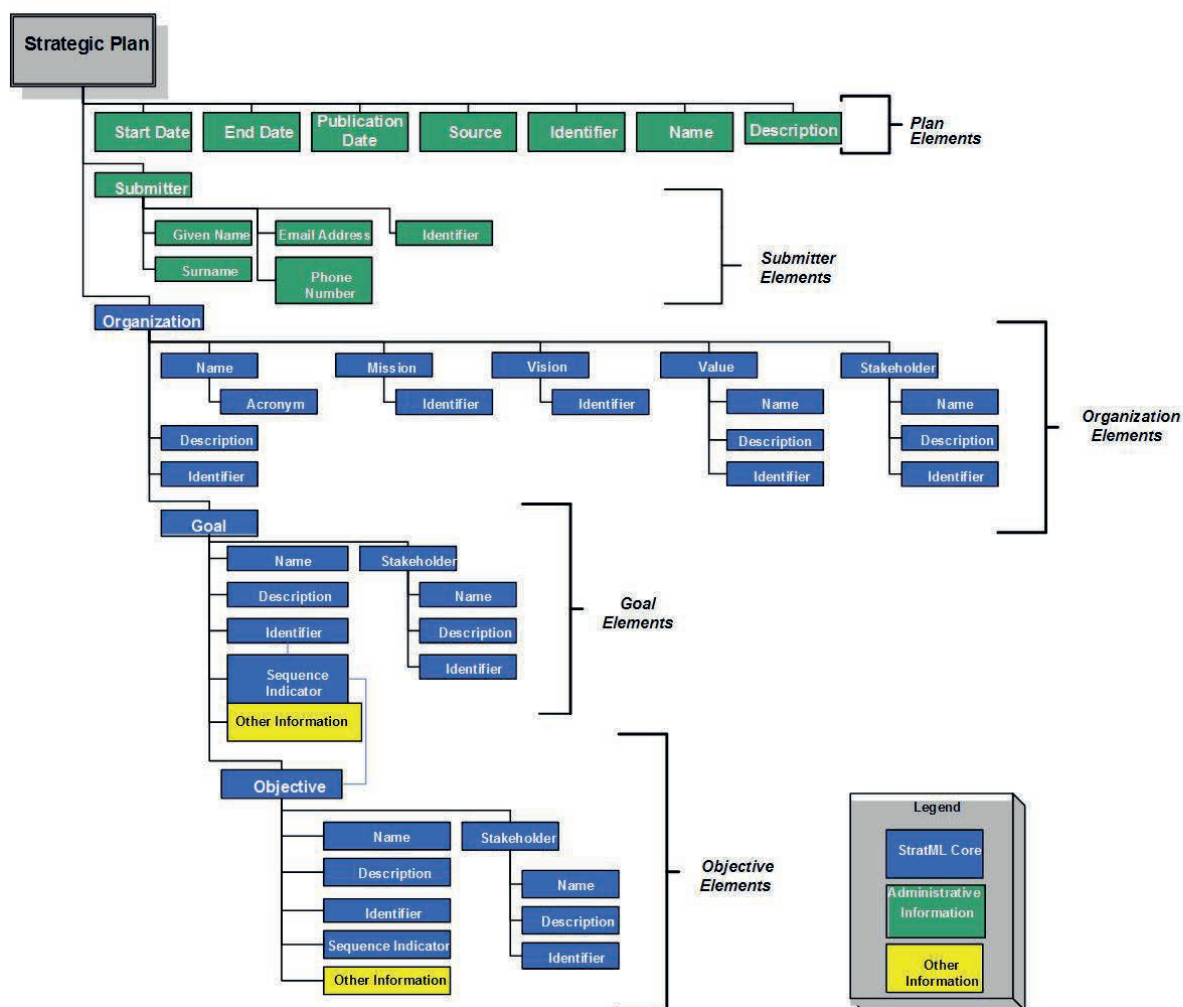 Strategic Plan
Start Date
End Date
Publication
Date
Source
Identifier
Name
Description
Plan
Elements
Submitter
Given Name
Email Address
Identifier
Surname
Phone
Number
Submitter
Elements
Organization
Name
Mission
Vision
Value
Stakeholder
Acronym
Identifier
Identifier
Name
Name
Description
Description
Description
Identifier
Identifier
Identifier
Organization
Elements
Goal
Name
Stakeholder
Description
Name
Identifier
Description
Sequence
Indicator
Identifier
Other Information
Goal
Elements
Objective
Name
Stakeholder
Description
Name
Identifier
Description
Sequence Indicator
Identifier
Other Information
Objective
Elements
Legend
StratML Core
Administrative
Information
Other
Information